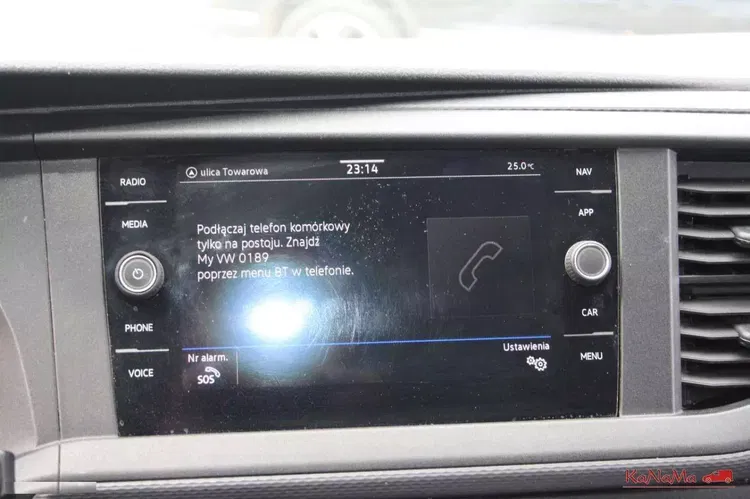 RADIO
MEDIA
PHONE
VOICE
ulica Towarowa
23:14
25.0 °C
Podłączaj telefon komórkowy
tylko na postoju. Znajdź
My VW 0189
poprzez menu BT w telefonie.
Nr alarm.
SOS
Ustawienia
NAV
APP
CAR
MENU
KaNaMa